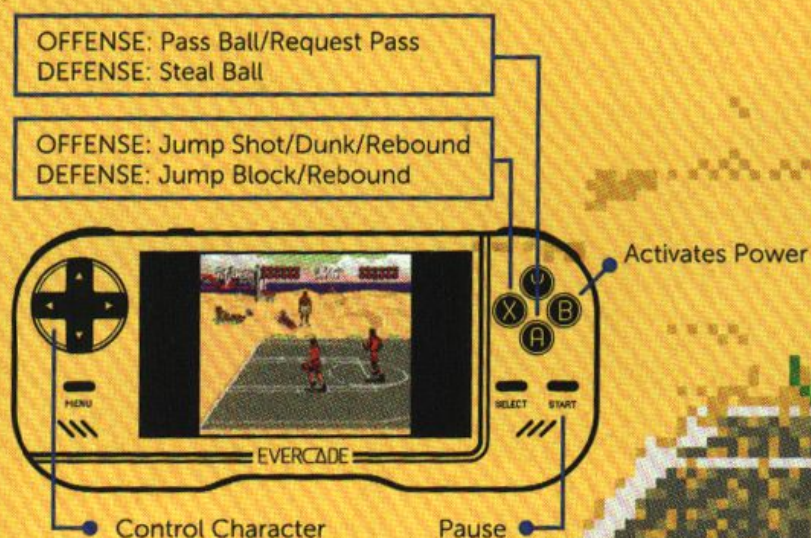 OFFENSE: Pass Ball/Request Pass
DEFENSE: Steal Ball
OFFENSE: Jump Shot/Dunk/Rebound
DEFENSE: Jump Block/Rebound
Activates Power
X
B
A
MENU
SELECT START
EVERCADE
Control Character
Pause